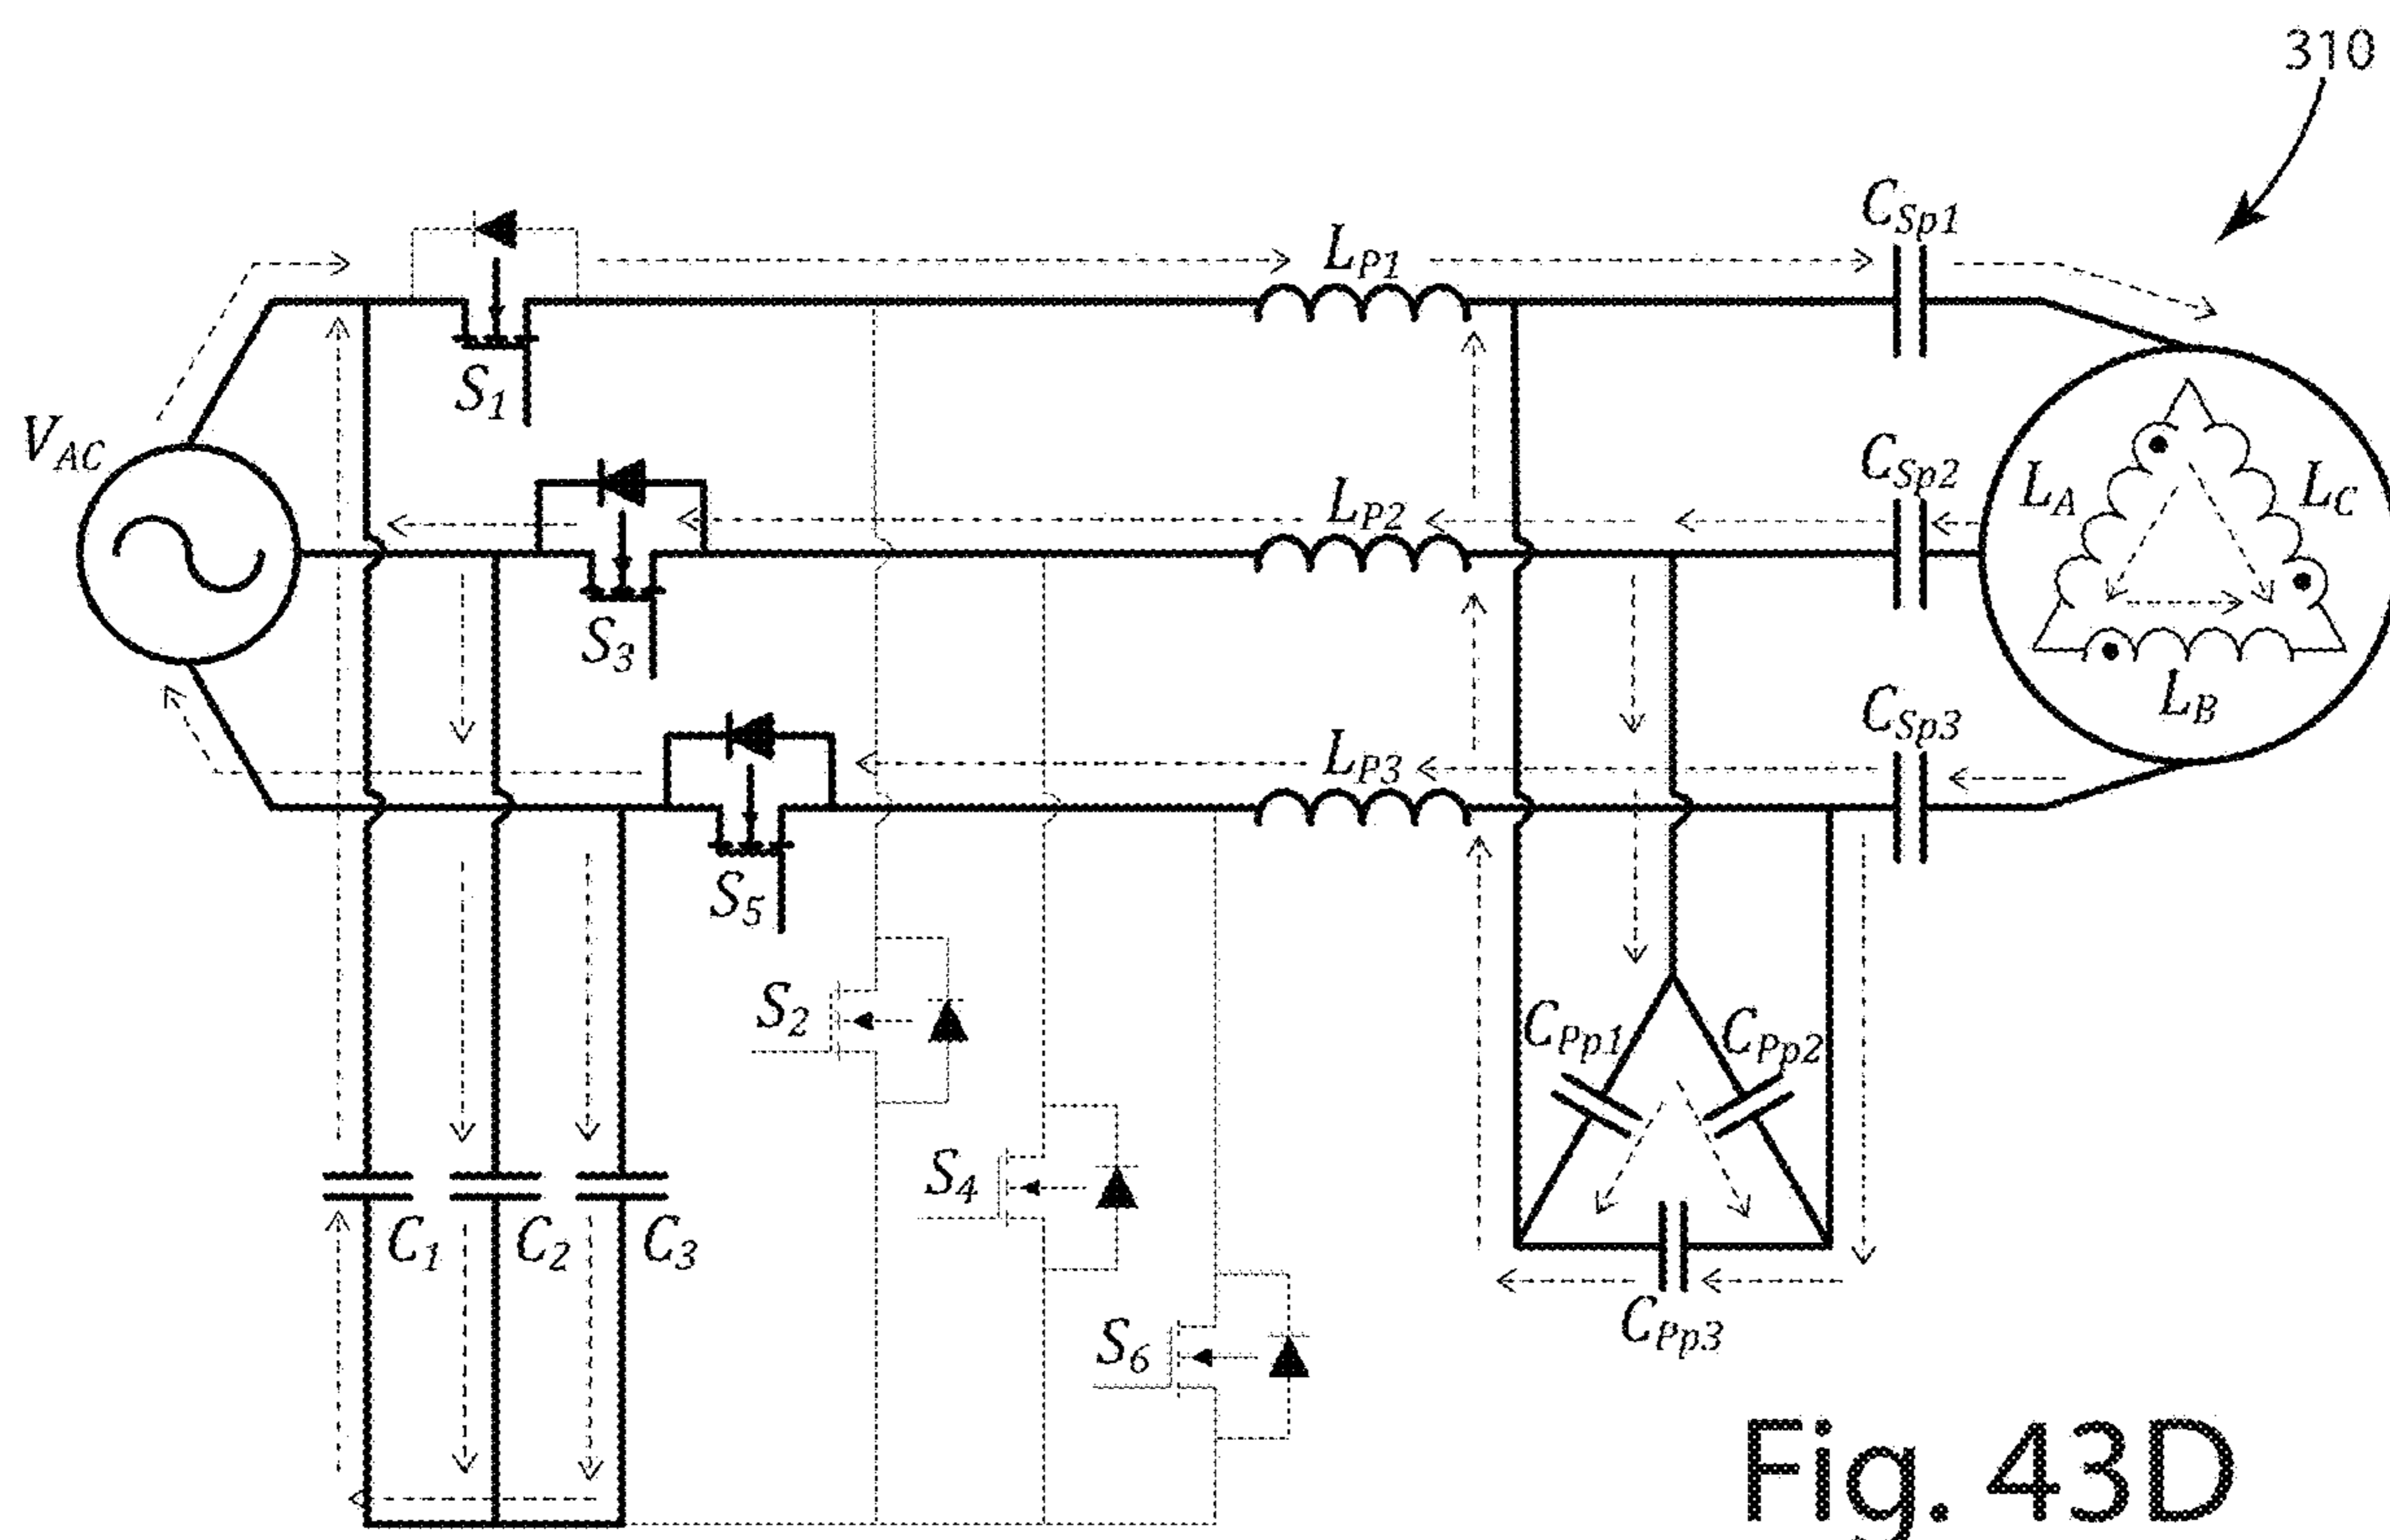 310
C_Sp1
L_P1
S_1
V_AC
C_Sp2
L_P2
L_A
L_C
S_3
L_B
C_Sp3
L_P3
S_5
S_2
C_Pp1
C_Pp2
S_4
C_1
C_2
C_3
C_Pp3
S_6
Fig. 43D